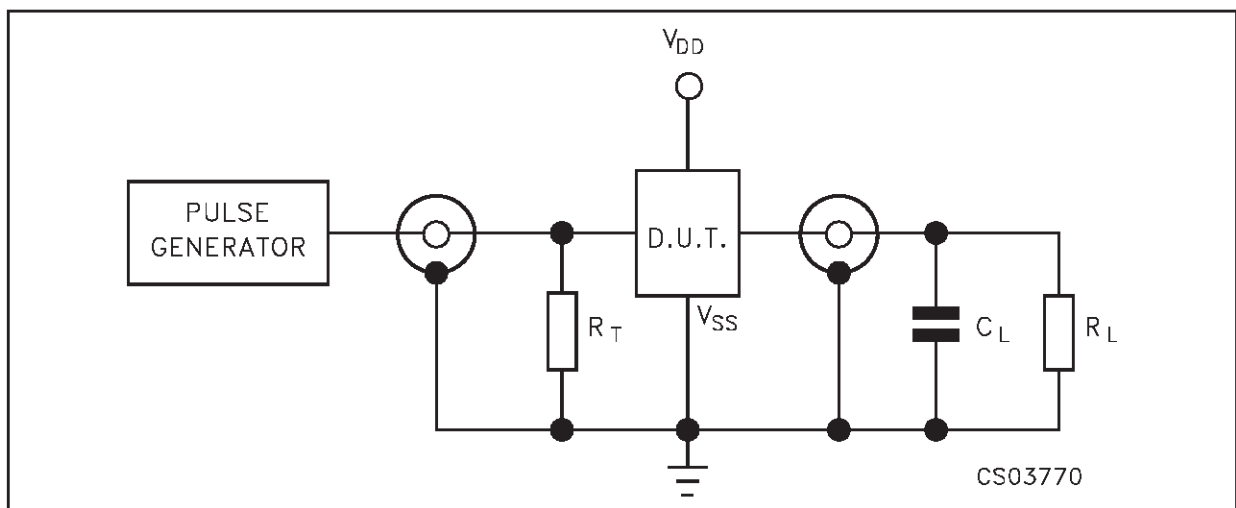 VDD
PULSE
GENERATOR
D.U.T.
VSS
RT
CL
RL
CS03770